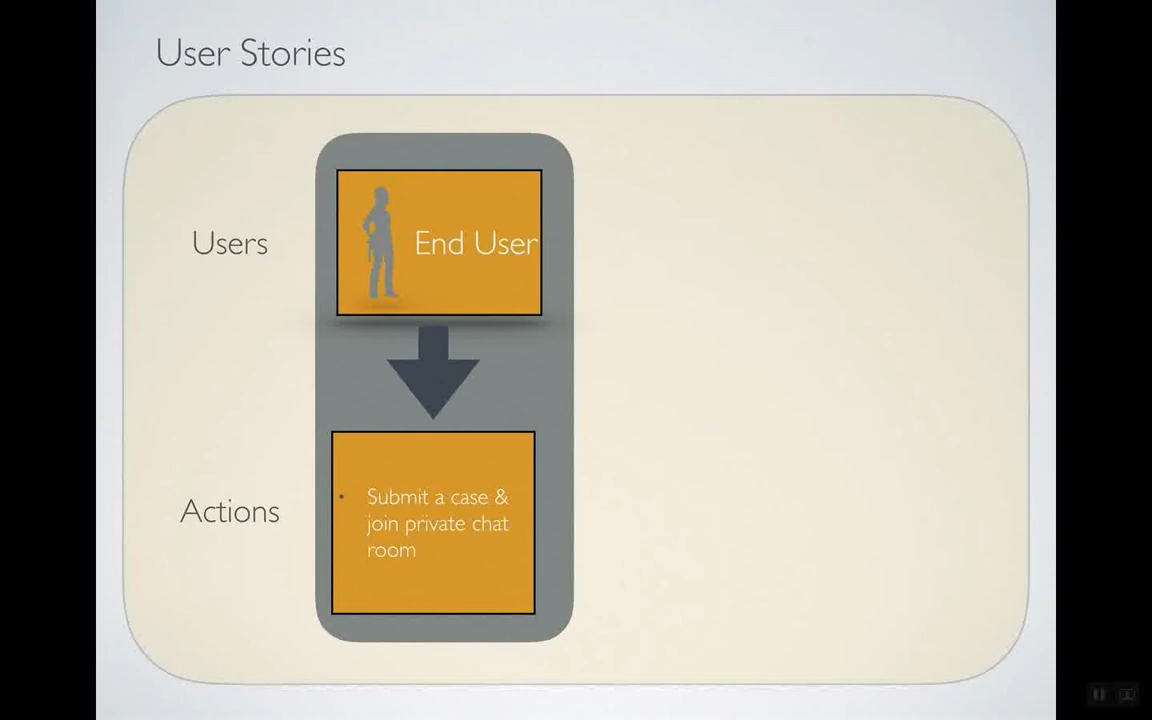 User Stories
Users
End User
Actions
• Submit a case &
join private chat
room